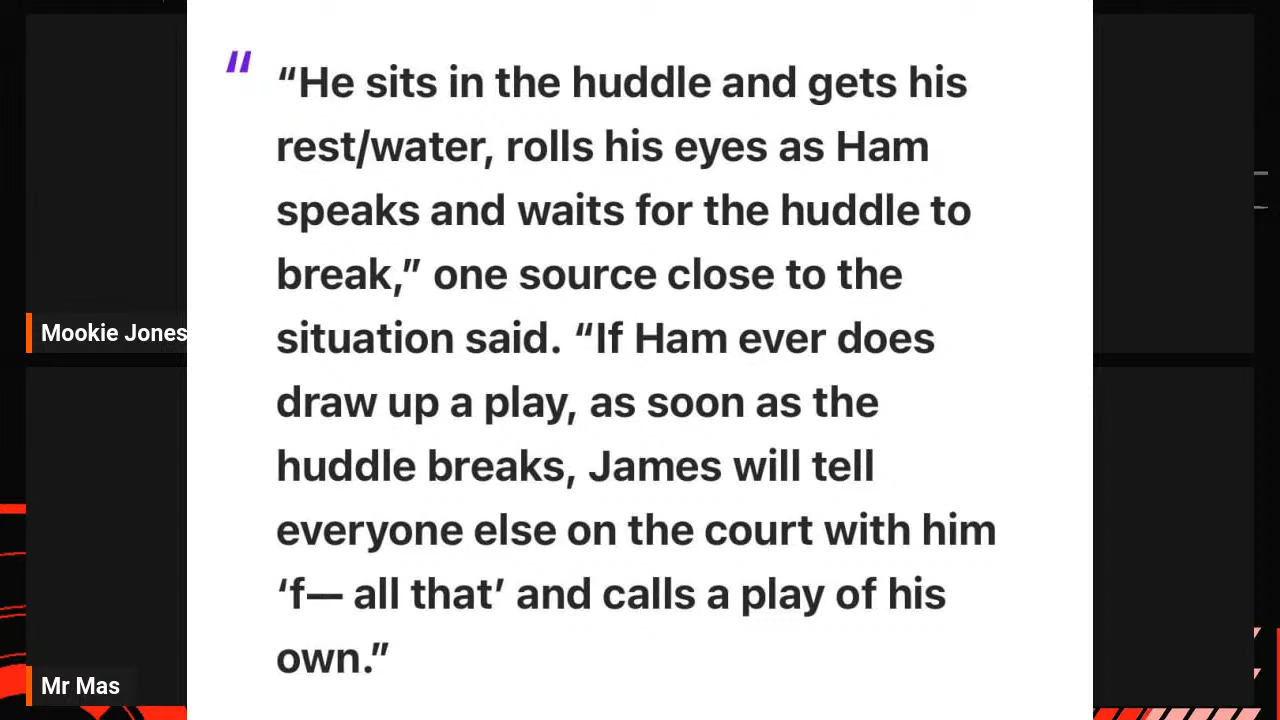 "
“He sits in the huddle and gets his
rest/water, rolls his eyes as Ham
speaks and waits for the huddle to
break,” one source close to the
situation said. “If Ham ever does
draw up a play, as soon as the
huddle breaks, James will tell
everyone else on the court with him
‘f— all that’ and calls a play of his
own.”
Mookie Jones
Mr Mas